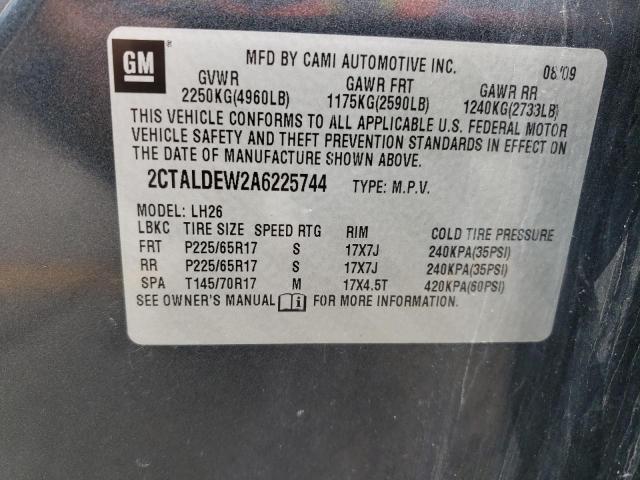 GM
MFD BY CAMI AUTOMOTIVE INC. 08/09
GVWR GAWR FRT GAWR RR
2250KG(4960LB) 1175KG(2590LB) 1240KG(2733LB)
THIS VEHICLE CONFORMS TO ALL APPLICABLE U.S. FEDERAL MOTOR
VEHICLE SAFETY AND THEFT PREVENTION STANDARDS IN EFFECT ON
THE DATE OF MANUFACTURE SHOWN ABOVE.
2CTALDEW2A6225744 TYPE: M.P.V.
MODEL: LH26
LBKC TIRE SIZE SPEED RTG RIM COLD TIRE PRESSURE
FRT P225/65R17 S 17X7J 240KPA(35PSI)
RR P225/65R17 S 17X7J 240KPA(35PSI)
SPA T145/70R17 M 17X4.5T 420KPA(60PSI)
SEE OWNER'S MANUAL i FOR MORE INFORMATION.